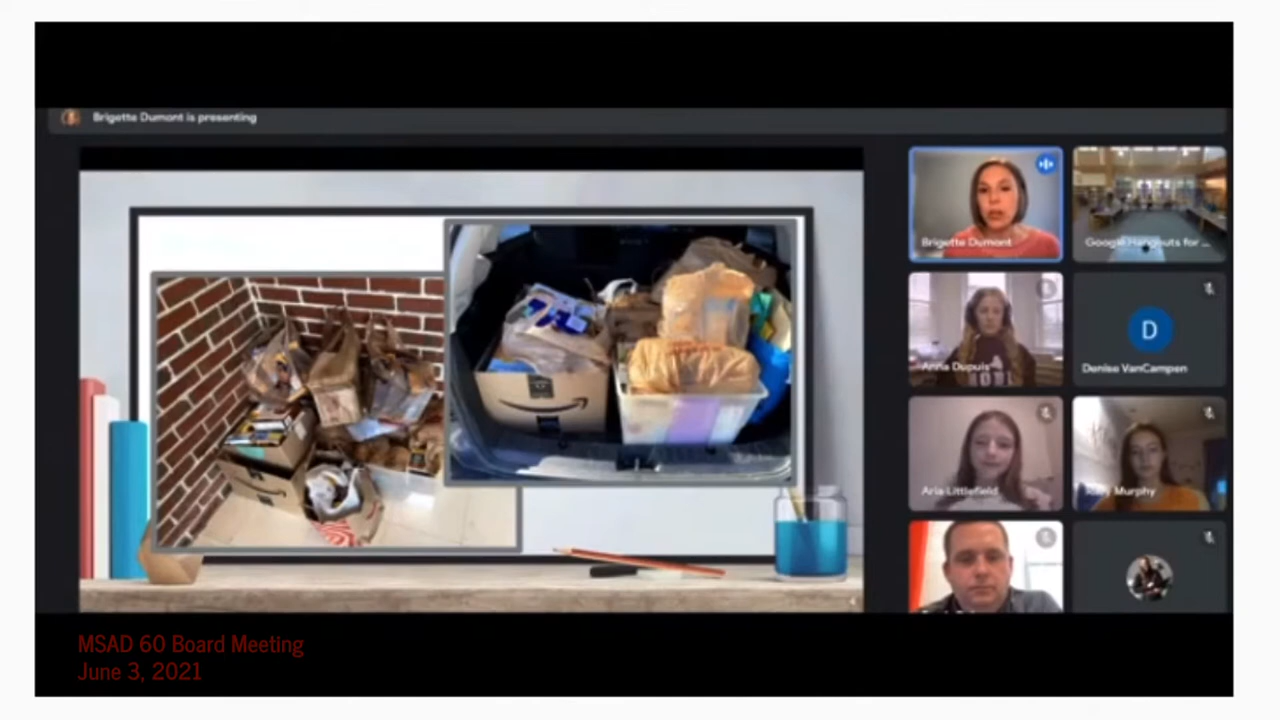 Brigette Dumont is presenting
Brigette Dumont
Google Hangouts for ...
Anna Dupuis
D
Denise VanCampen
Aria Littlefield
Murphy
MSAD 60 Board Meeting
June 3, 2021